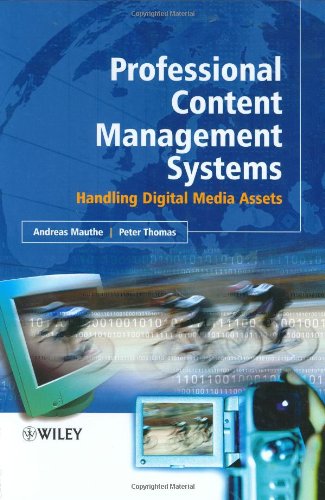 Professional
Content
Management
Systems
Handling Digital Media Assets
Andreas Mauthe | Peter Thomas
WILEY